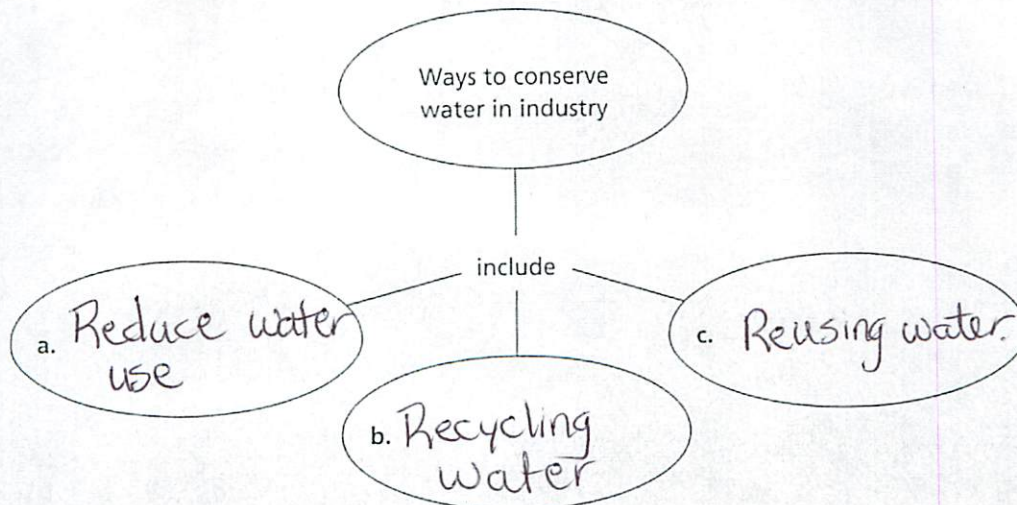 Ways to conserve
water in industry
include
a. Reduce water
use
b. Recycling
water
c. Reusing water.